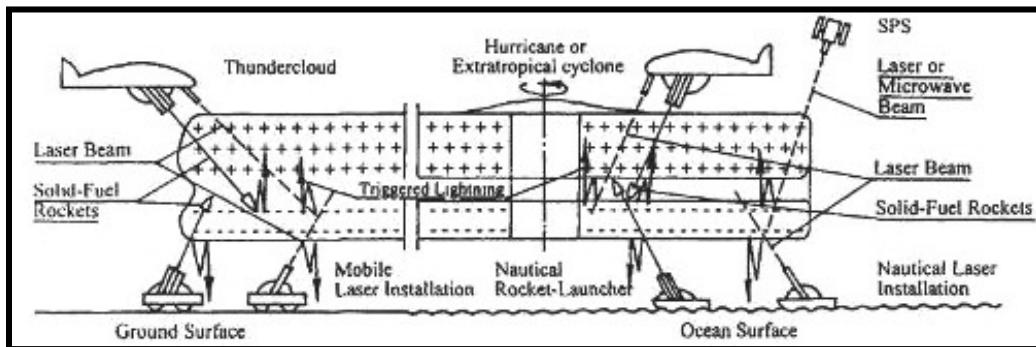 Thundercloud
Hurricane or
Extratropical cyclone
SPS
Laser or
Microwave
Beam
Laser Beam
Solid-Fuel
Rockets
Triggered Lightning
Laser Beam
Solid-Fuel Rockets
Mobile
Laser Installation
Nautical
Rocket-Launcher
Nautical Laser
Installation
Ground Surface
Ocean Surface